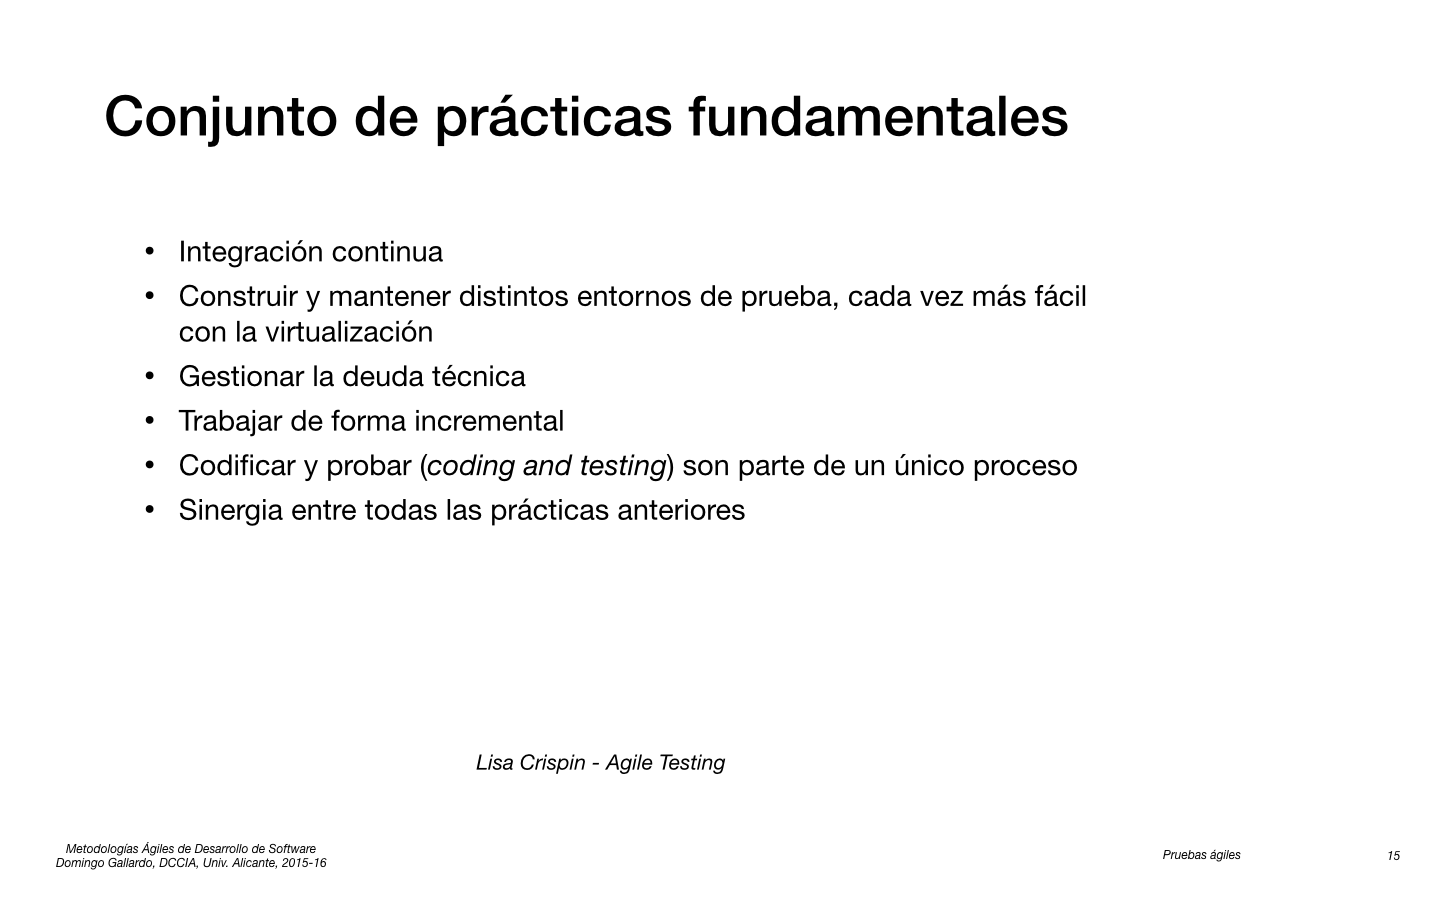 Conjunto de prácticas fundamentales
• Integración continua
• Construir y mantener distintos entornos de prueba, cada vez más fácil
con la virtualización
• Gestionar la deuda técnica
• Trabajar de forma incremental
• Codificar y probar (coding and testing) son parte de un único proceso
• Sinergia entre todas las prácticas anteriores
Lisa Crispin - Agile Testing
Metodologías Ágiles de Desarrollo de Software
Domingo Gallardo, DCCIA, Univ. Alicante, 2015-16
Pruebas ágiles
15